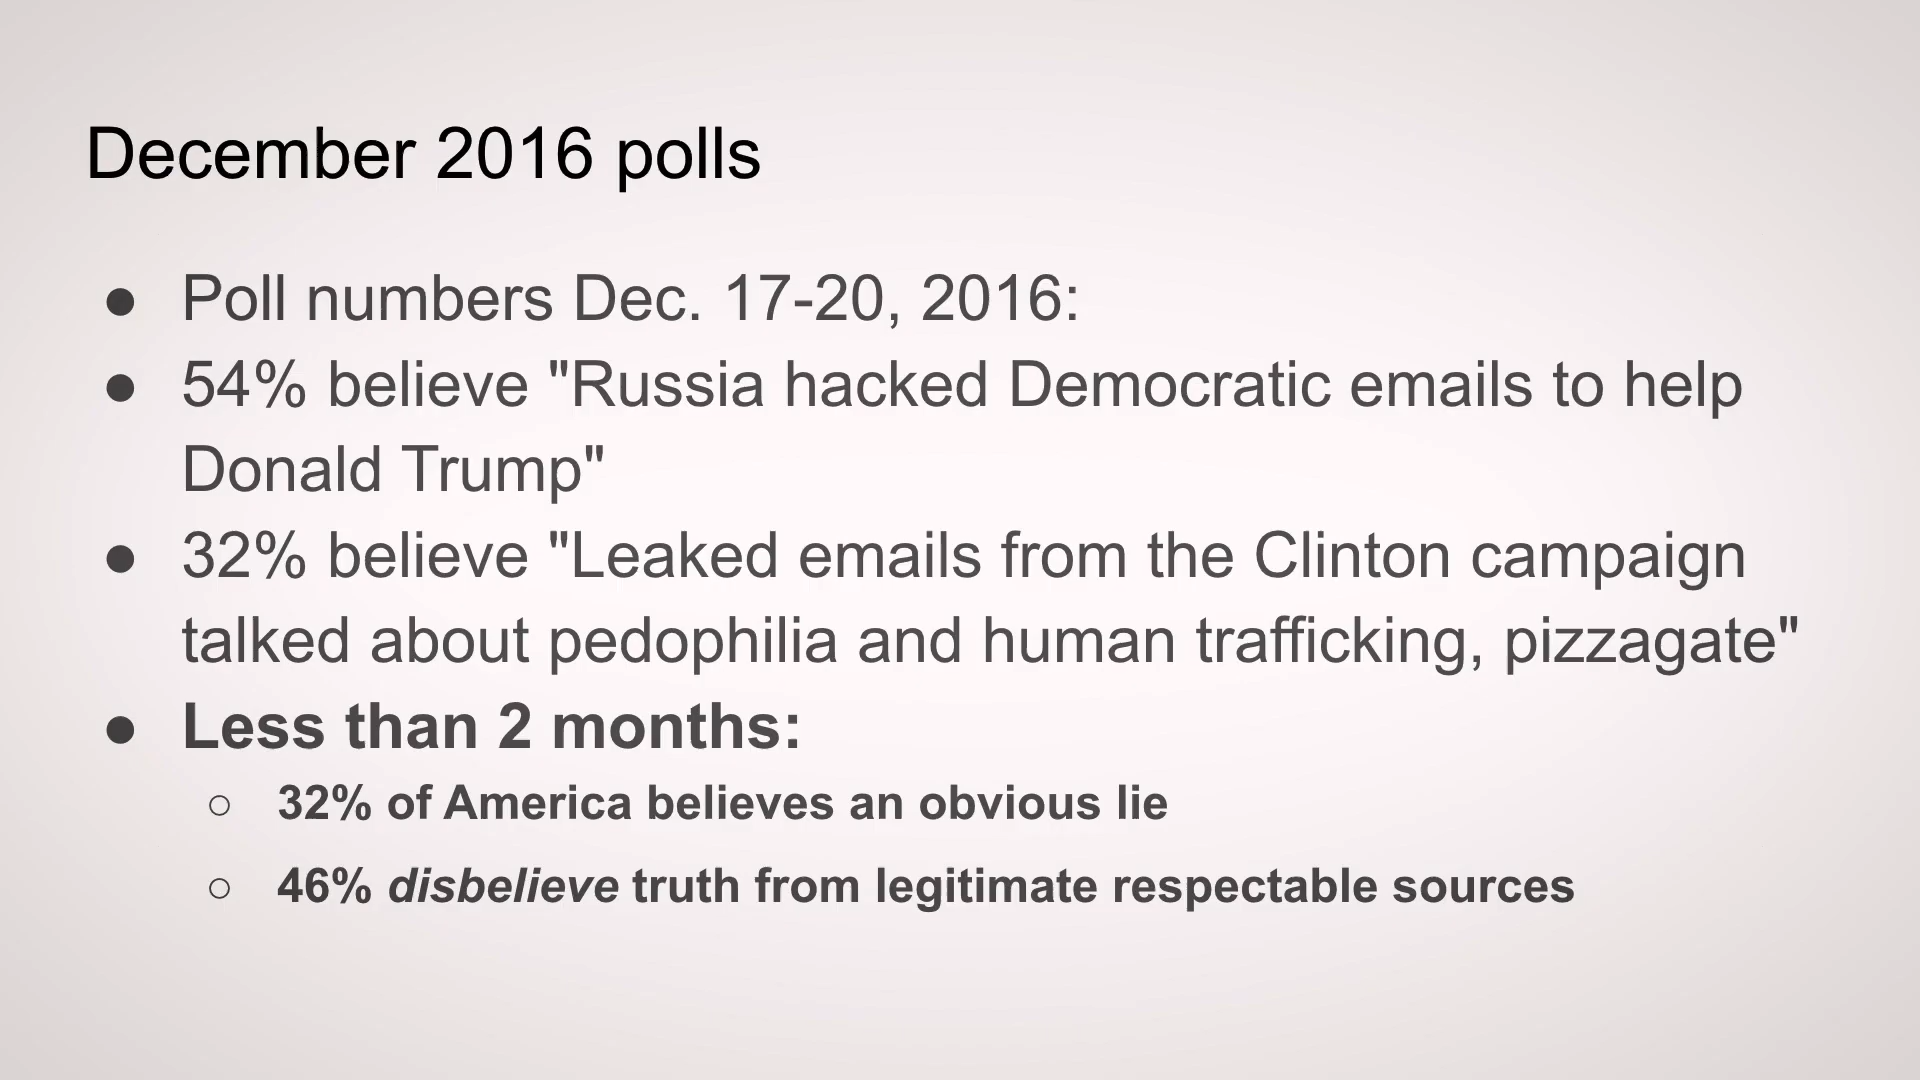 December 2016 polls
● Poll numbers Dec. 17-20, 2016:
● 54% believe "Russia hacked Democratic emails to help
Donald Trump"
● 32% believe "Leaked emails from the Clinton campaign
talked about pedophilia and human trafficking, pizzagate"
● Less than 2 months:
○ 32% of America believes an obvious lie
○ 46% disbelieve truth from legitimate respectable sources